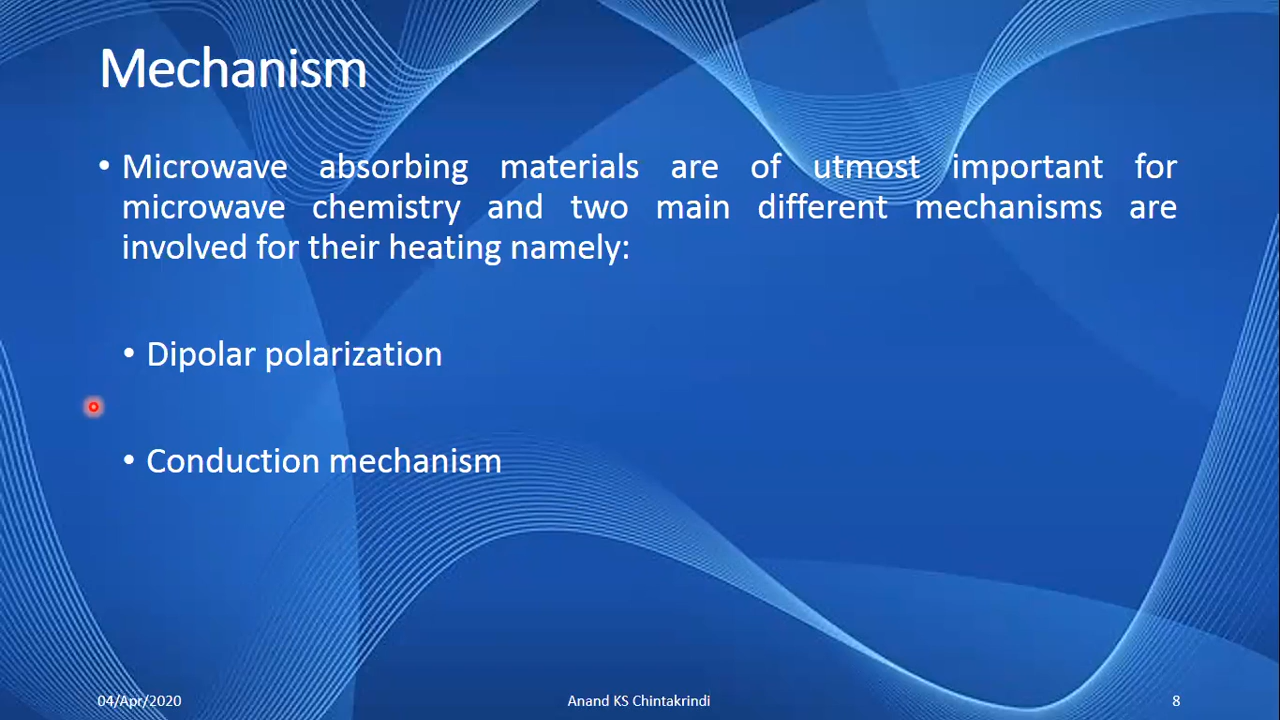 Mechanism
• Microwave absorbing materials are of utmost important for
microwave chemistry and two main different mechanisms are
involved for their heating namely:
• Dipolar polarization
• Conduction mechanism
04/Apr/2020 Anand KS Chintakrindi 8